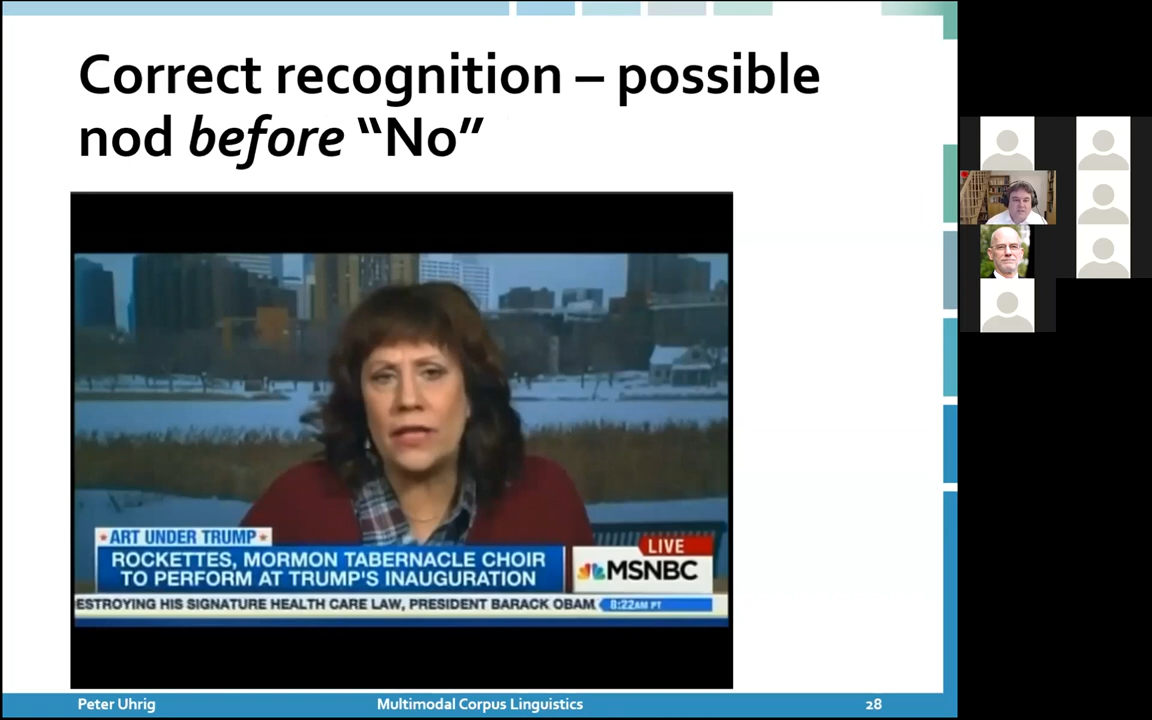 Correct recognition – possible
nod before “No”
★ART UNDER TRUMP★
ROCKETTES, MORMON TABERNACLE CHOIR
TO PERFORM AT TRUMP'S INAUGURATION
LIVE
MSNBC
ESTROYING HIS SIGNATURE HEALTH CARE LAW, PRESIDENT BARACK OBAM
8:22AM PT
Peter Uhrig
Multimodal Corpus Linguistics
28